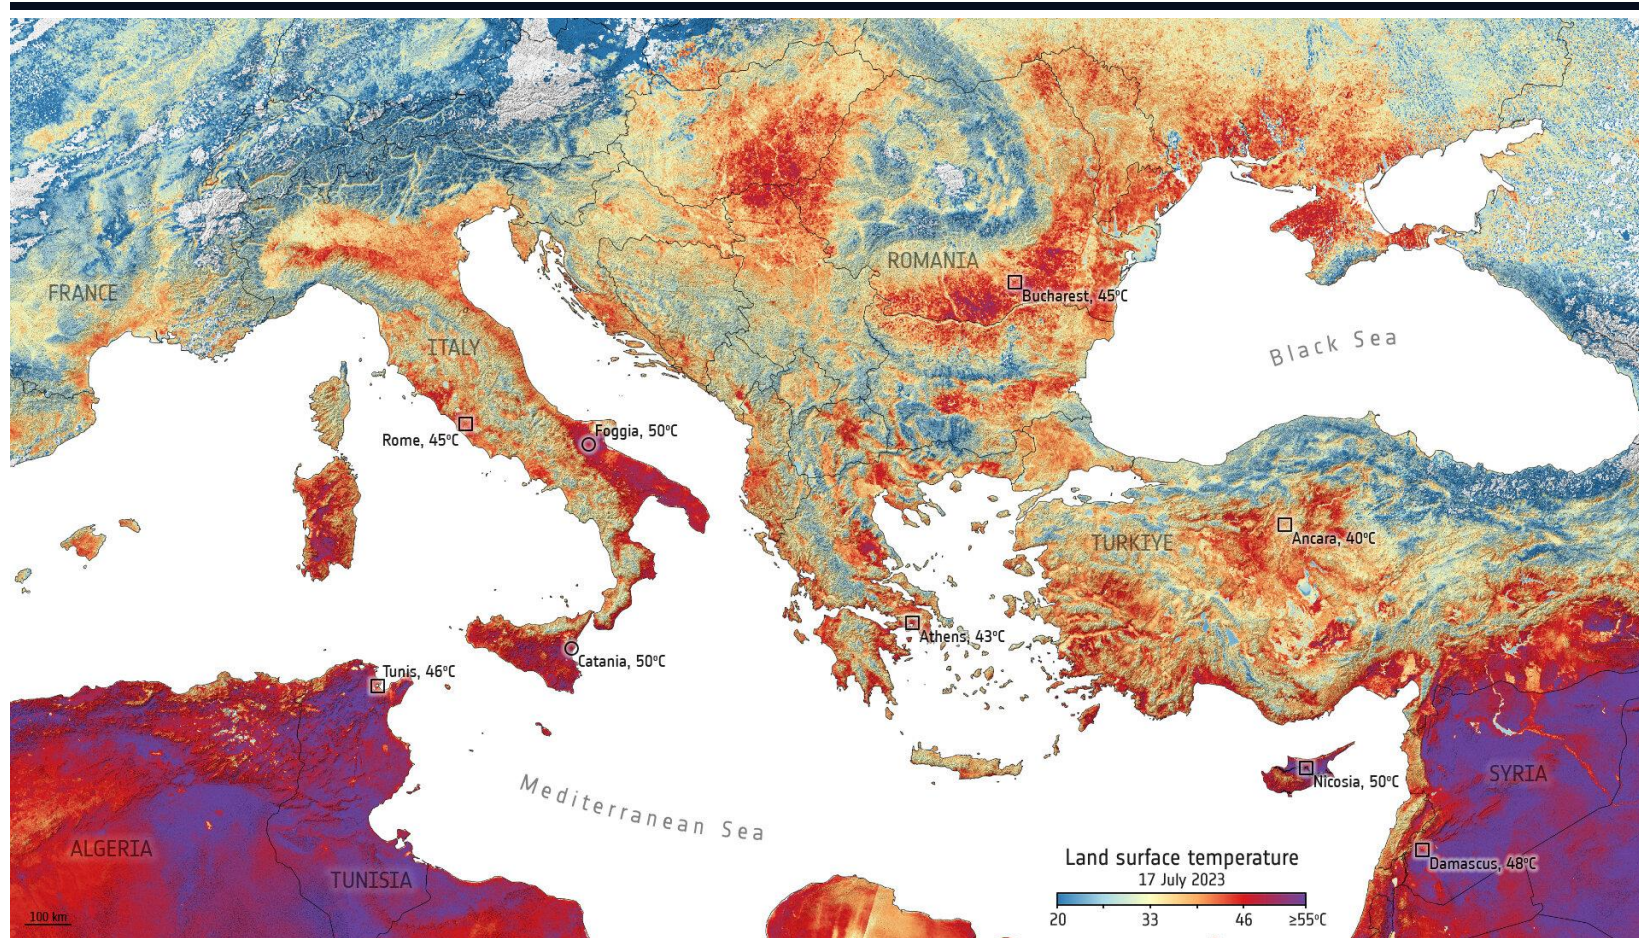 FRANCE
ROMANIA
Bucharest, 45°C
ITALY
Black Sea
Rome, 45°C
Foggia, 50°C
Ancara, 40°C
TURKIYE
Athens, 43°C
Catania, 50°C
Tunis, 46°C
Mediterranean Sea
Nicosia, 50°C
SYRIA
ALGERIA
TUNISIA
Damascus, 48°C
Land surface temperature
17 July 2023
20 33 46 ≥55°C
100 km